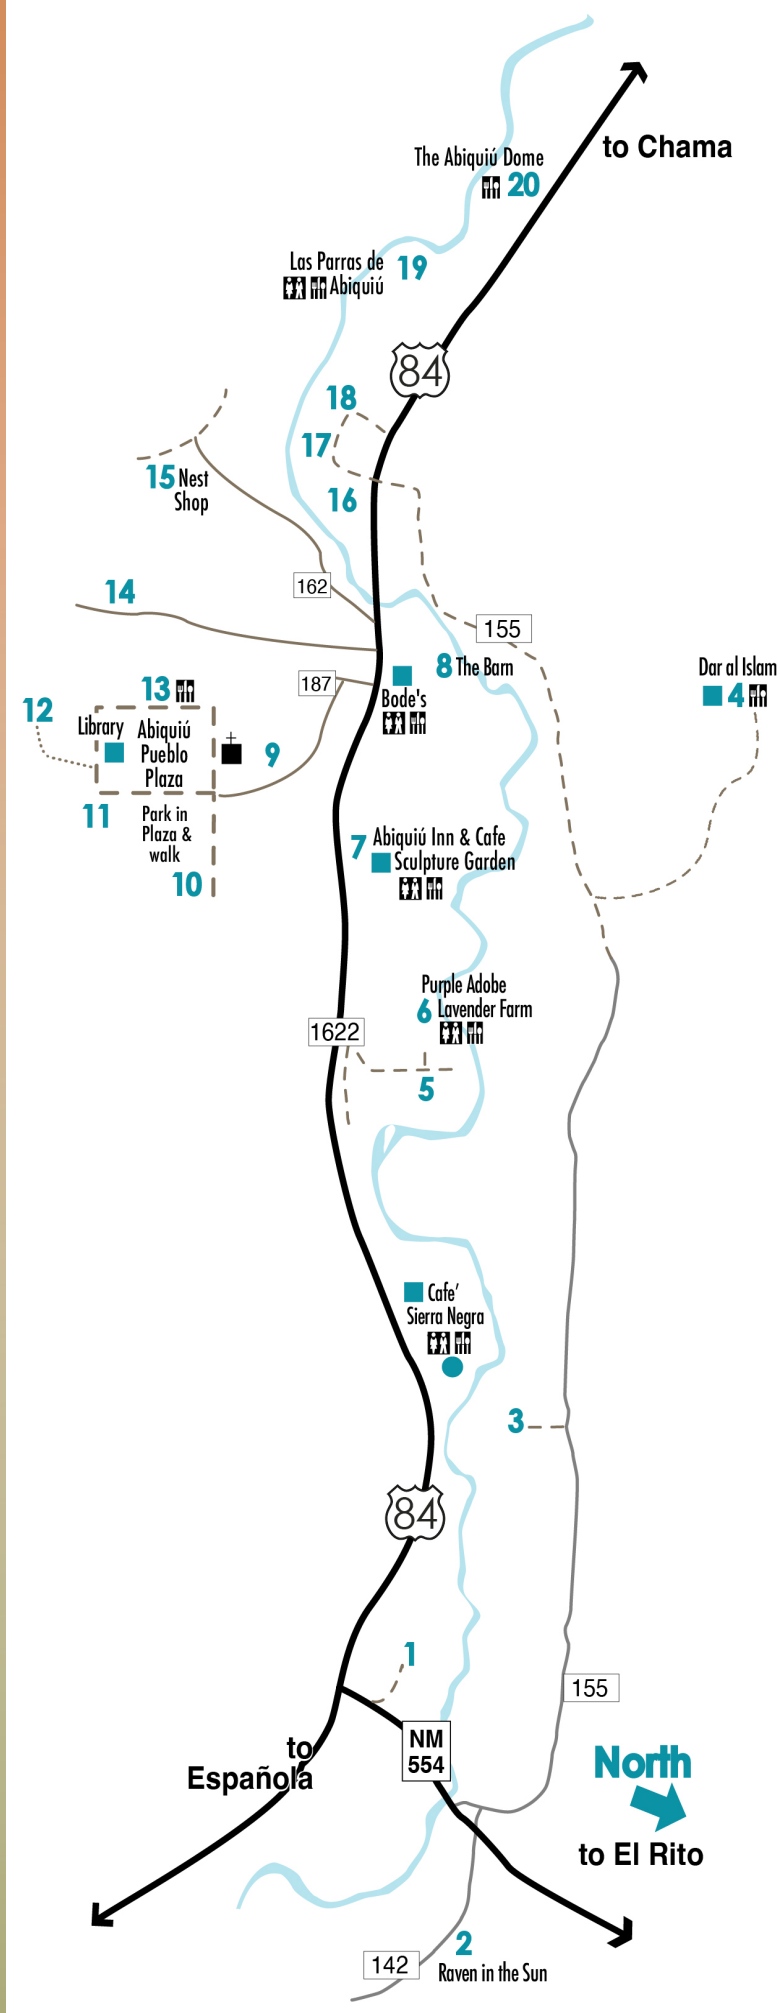 to Chama
The Abiquiú Dome
20
19
Las Parras de
Abiquiú
84
18
17
16
15 Nest
Shop
162
14
155
8 The Barn
Dar al Islam
4
187
Bode's
13
12
Library
Abiquiú
Pueblo
Plaza
9
11
Park in
Plaza &
walk
10
7 Abiquiú Inn & Cafe
Sculpture Garden
Purple Adobe
6 Lavender Farm
1622
5
Cafe’
Sierra Negra
3
84
1
155
NM
554
to
Española
North
to El Rito
2
142
Raven in the Sun